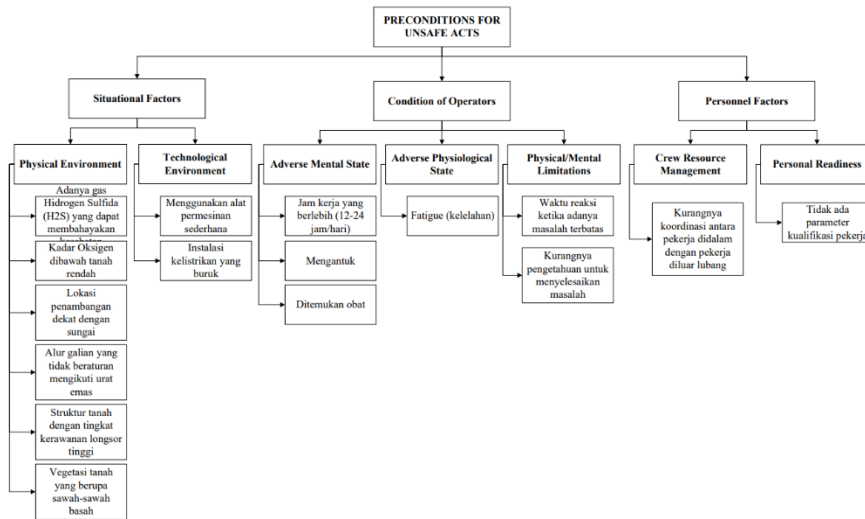 PRECONDITIONS FOR
UNSAFE ACTS
Situational Factors
Condition of Operators
Personnel Factors
Physical Environment
Technological
Environment
Adverse Mental State
Adverse Physiological
State
Physical/Mental
Limitations
Crew Resource
Management
Personal Readiness
Adanya gas
Hidrogen Sulfida
(H2S) yang dapat
membahayakan
Kadar Oksigen
dibawah tanah
rendah
Lokasi
penambangan
dekat dengan
sungai
Alur galian yang
tidak beraturan
mengikuti urat
emas
Struktur tanah
dengan tingkat
kerawanan longsor
tinggi
Vegetasi tanah
yang berupa
sawah-sawah
basah
Menggunakan alat
permesinan
sederhana
Instalasi
kelistrikan yang
buruk
Jam kerja yang
berlebih (12-24
jam/hari)
Mengantuk
Ditemukan obat
Fatigue (kelelahan)
Waktu reaksi
ketika adanya
masalah terbatas
Kurangnya
pengetahuan untuk
menyelesaikan
masalah
Kurangnya
koordinasi antara
pekerja didalam
dengan pekerja
diluar lubang
Tidak ada
parameter
kualifikasi pekerja